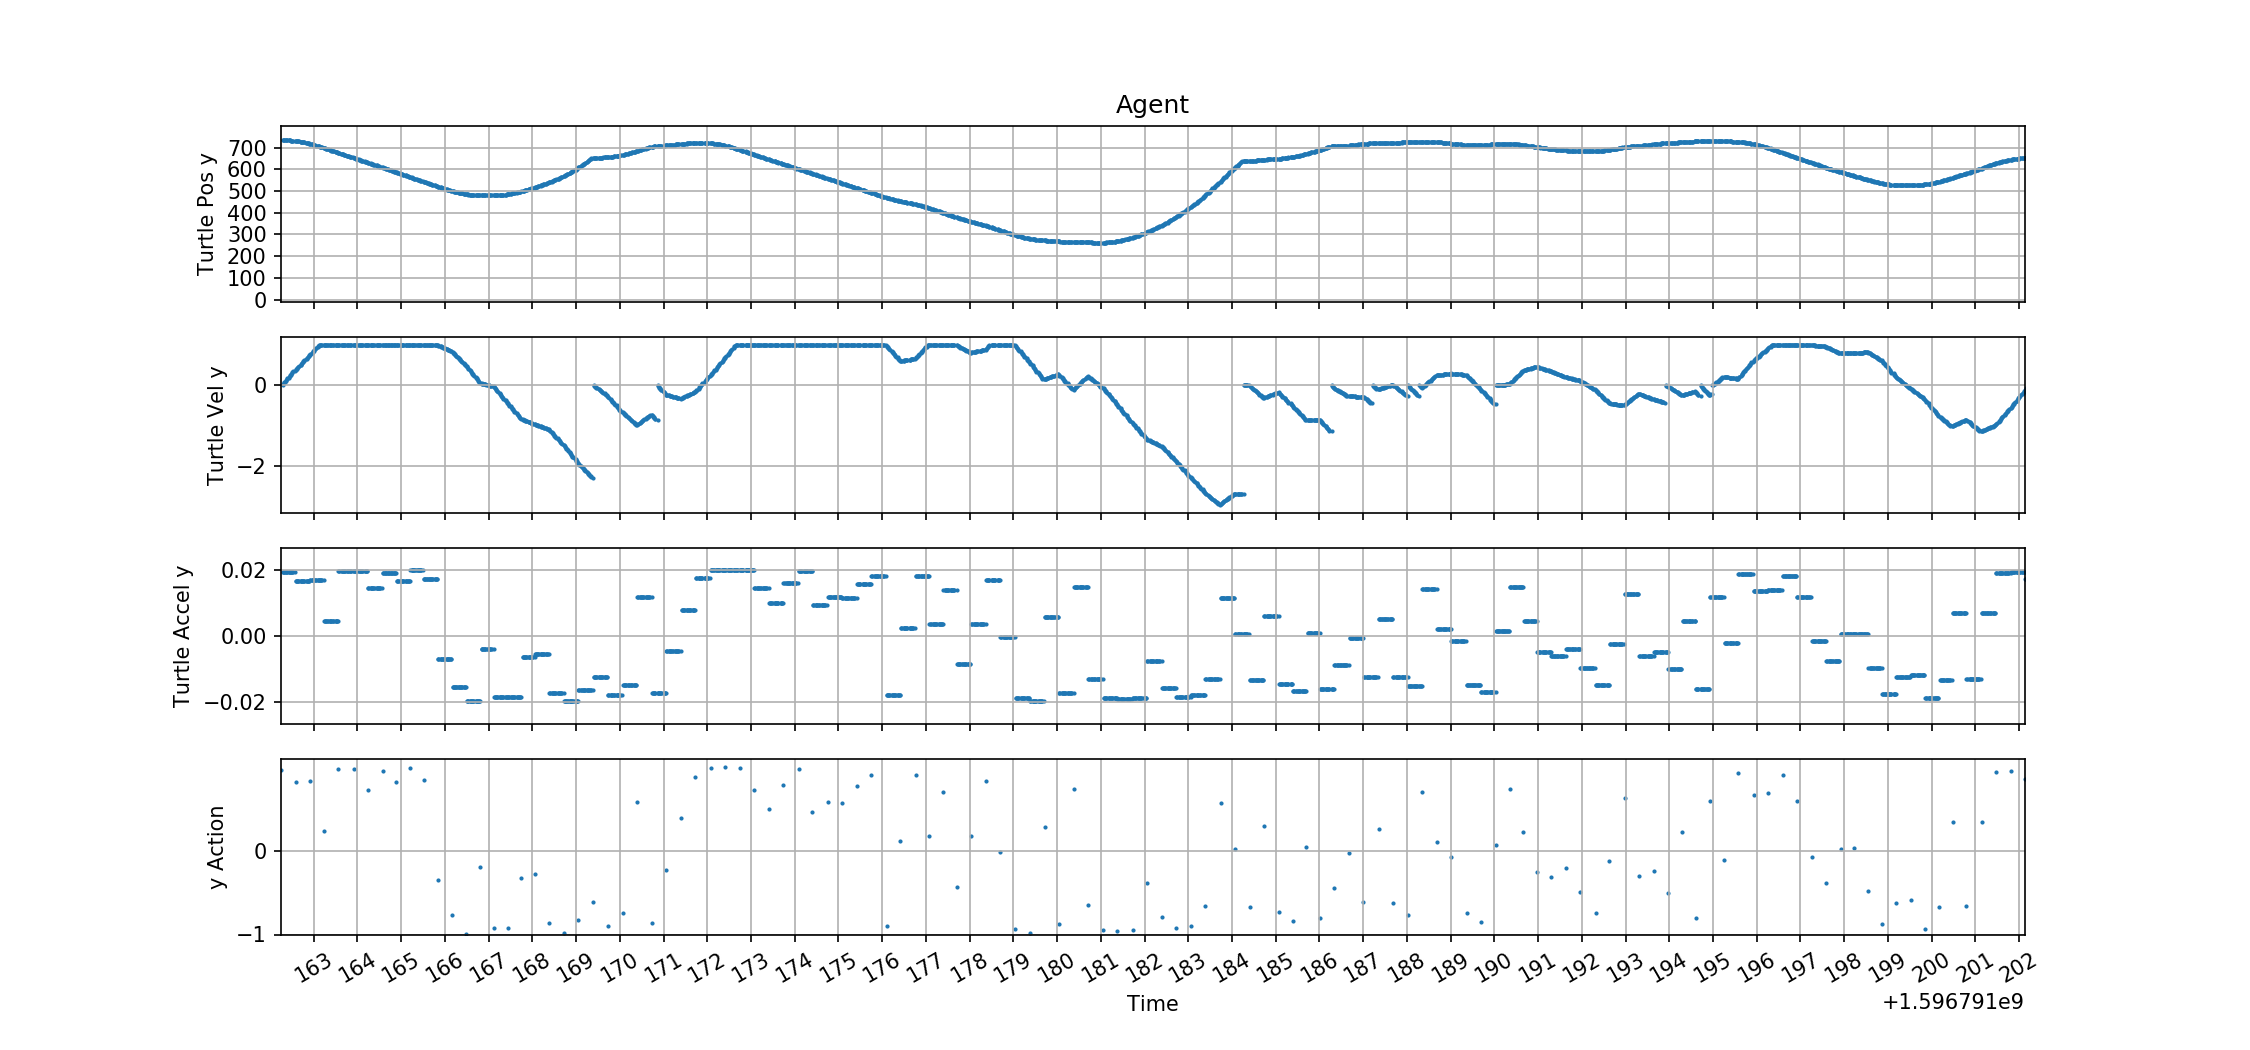 Agent
Turtle Pos y
700
600
500
400
300
200
100
0
Turtle Vel y
0
−2
Turtle Accel y
0.02
0.00
−0.02
y Action
0
−1
163 164 165 166 167 168 169 170 171 172 173 174 175 176 177 178 179 180 181 182 183 184 185 186 187 188 189 190 191 192 193 194 195 196 197 198 199 200 201 202
Time
+1.596791e9